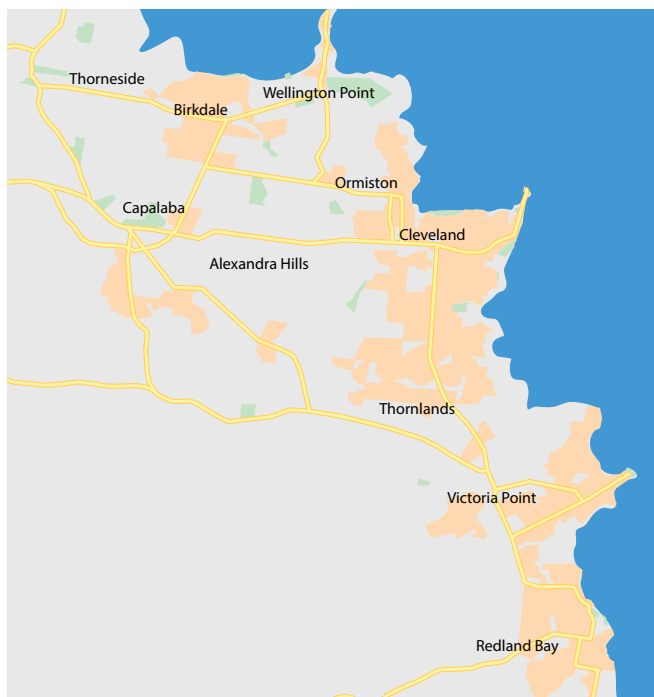 Thorneside
Wellington Point
Birkdale
Ormiston
Capalaba
Cleveland
Alexandra Hills
Thornlands
Victoria Point
Redland Bay